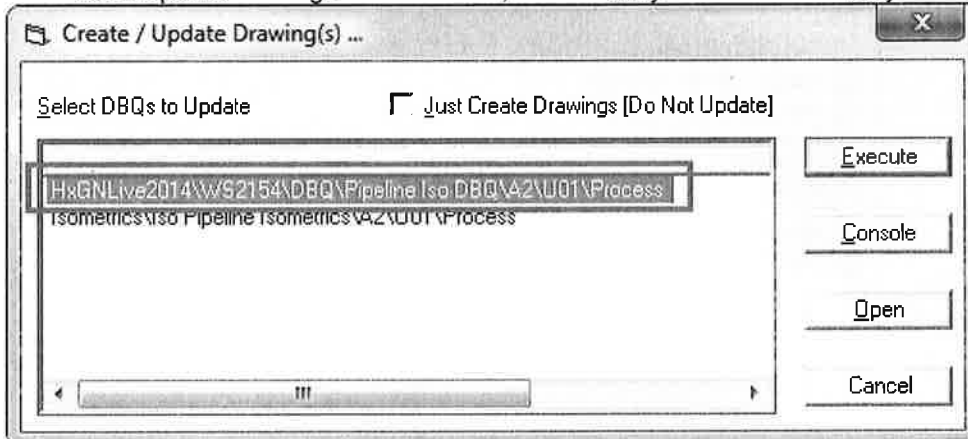 Create / Update Drawing(s) ...
X
Select DBQs to Update
Just Create Drawings [Do Not Update]
HxGNLive2014\WS2154\DBQ\Pipeline Iso DBQ\A2\U01\Process
Isometrics\Iso Pipeline Isometrics\A2\U01\Process
Execute
Console
Open
Cancel